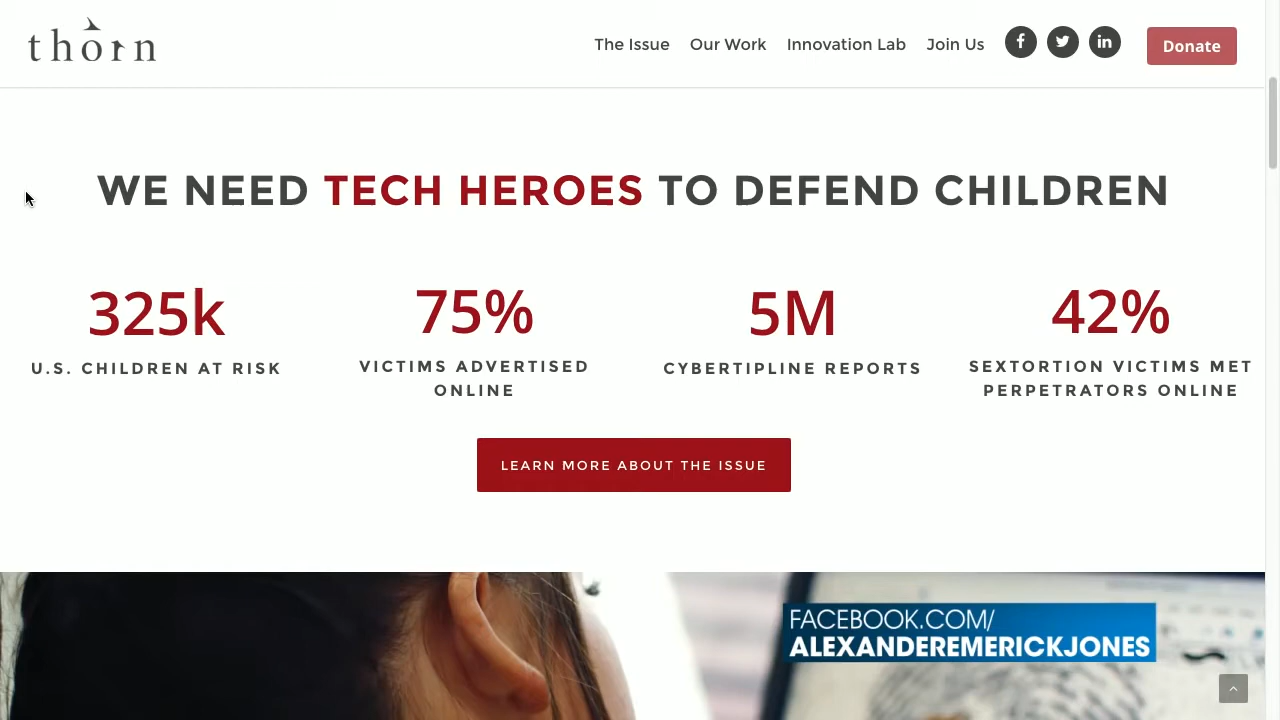 thorn
The Issue Our Work Innovation Lab Join Us f in Donate
WE NEED TECH HEROES TO DEFEND CHILDREN
325k 75% 5M 42%
U.S. CHILDREN AT RISK
VICTIMS ADVERTISED
ONLINE
CYBERTIPLINE REPORTS
SEXTORTION VICTIMS MET
PERPETRATORS ONLINE
LEARN MORE ABOUT THE ISSUE
FACEBOOK.COM/
ALEXANDEREMERICKJONES